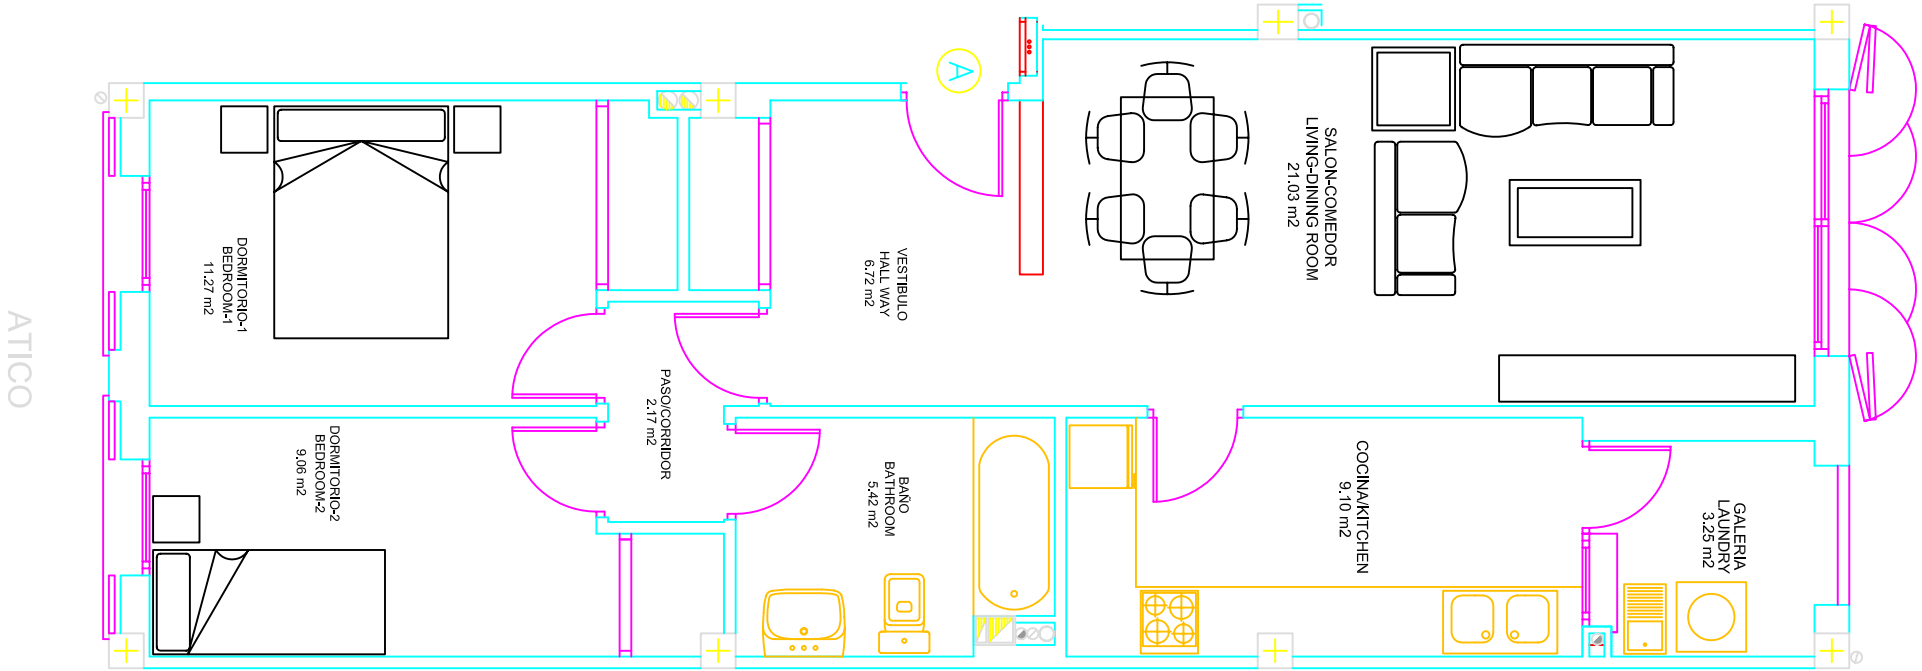 ATICO
DORMITORIO-1
BEDROOM-1
11.27 m2
DORMITORIO-2
BEDROOM-2
9.06 m2
PASO/CORRIDOR
2.17 m2
VESTIBULO
HALL WAY
6.72 m2
BAÑO
BATHROOM
5.42 m2
A
SALON-COMEDOR
LIVING-DINING ROOM
21.03 m2
COCINA/KITCHEN
9.10 m2
GALERIA
LAUNDRY
3.25 m2